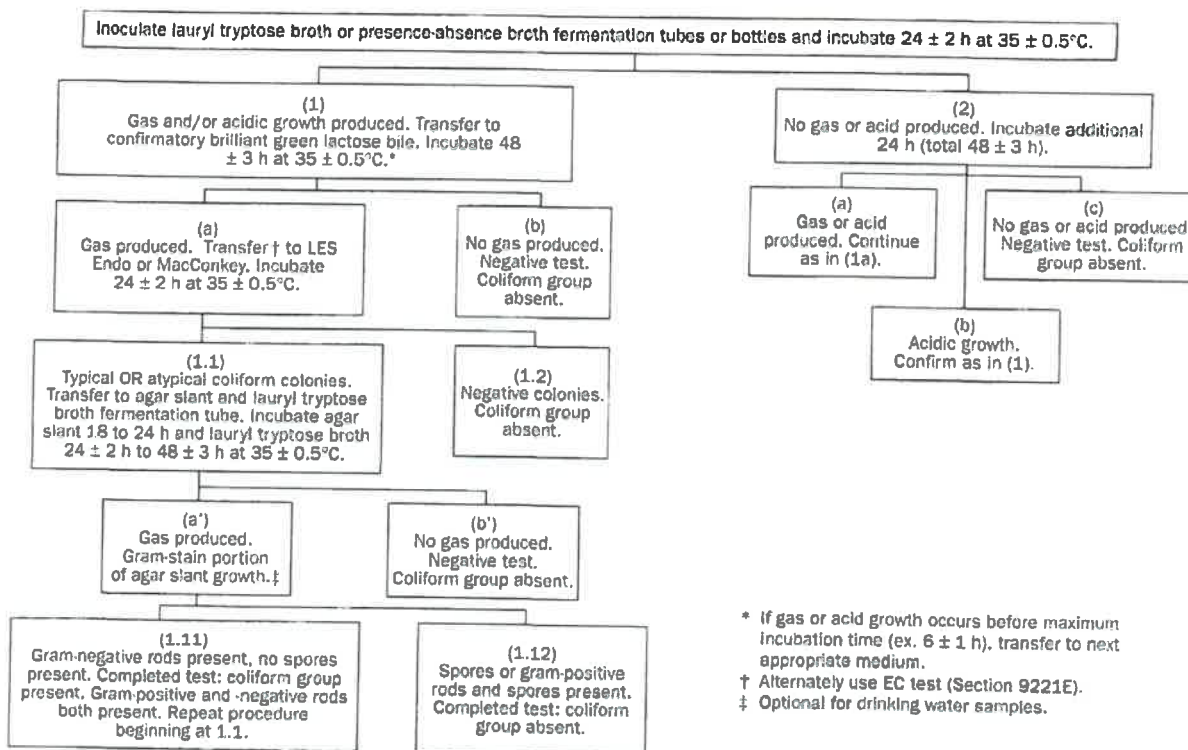 Inoculate lauryl tryptose broth or presence-absence broth fermentation tubes or bottles and incubate 24 ± 2 h at 35 ± 0.5°C.
(1)
Gas and/or acidic growth produced. Transfer to
confirmatory brilliant green lactose bile. Incubate 48
± 3 h at 35 ± 0.5°C.*
(2)
No gas or acid produced. Incubate additional
24 h (total 48 ± 3 h).
(a)
Gas produced. Transfer † to LES
Endo or MacConkey. Incubate
24 ± 2 h at 35 ± 0.5°C.
(b)
No gas produced.
Negative test.
Coliform group
absent.
(a)
Gas or acid
produced. Continue
as in (1a).
(c)
No gas or acid produced
Negative test. Coliform
group absent.
(b)
Acidic growth.
Confirm as in (1).
(1.1)
Typical OR atypical coliform colonies.
Transfer to agar slant and lauryl tryptose
broth fermentation tube. Incubate agar
slant 18 to 24 h and lauryl tryptose broth
24 ± 2 h to 48 ± 3 h at 35 ± 0.5°C.
(1.2)
Negative colonies.
Coliform group
absent.
(a')
Gas produced.
Gram-stain portion
of agar slant growth.‡
(b')
No gas produced.
Negative test.
Coliform group absent.
(1.11)
Gram-negative rods present, no spores
present. Completed test: coliform group
present. Gram-positive and -negative rods
both present. Repeat procedure
beginning at 1.1.
(1.12)
Spores or gram-positive
rods and spores present.
Completed test: coliform
group absent.
* If gas or acid growth occurs before maximum
incubation time (ex. 6 ± 1 h), transfer to next
appropriate medium.
† Alternately use EC test (Section 9221E).
‡ Optional for drinking water samples.